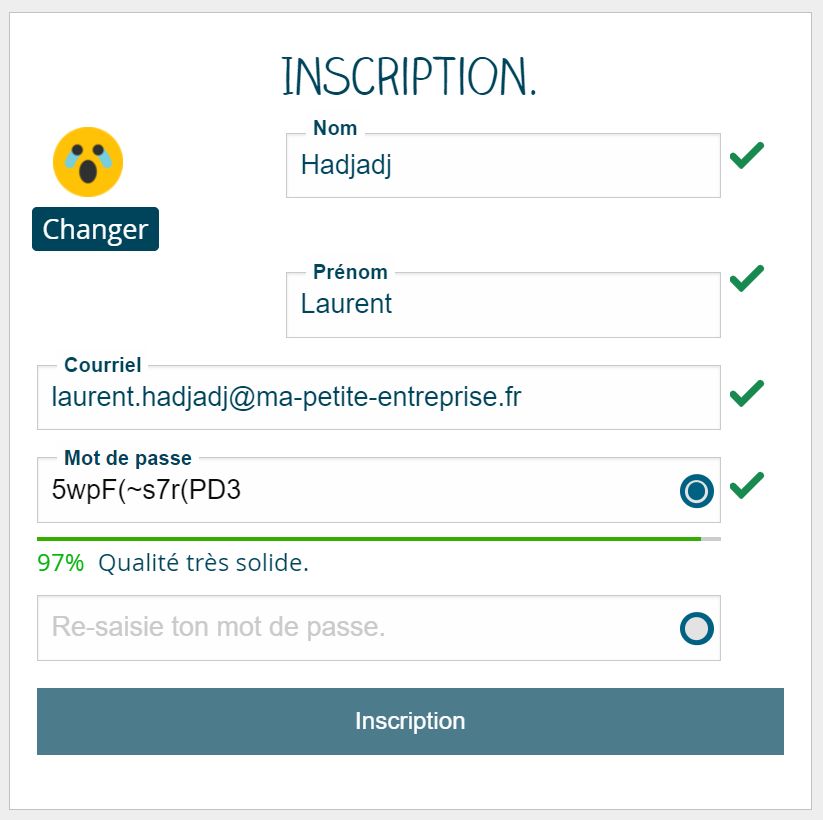 INSCRIPTION.
Nom
Hadjadj
Changer
Prénom
Laurent
Courriel
laurent.hadjadj@ma-petite-entreprise.fr
Mot de passe
5wpF(~s7r(PD3
97% Qualité très solide.
Re-saisie ton mot de passe.
Inscription